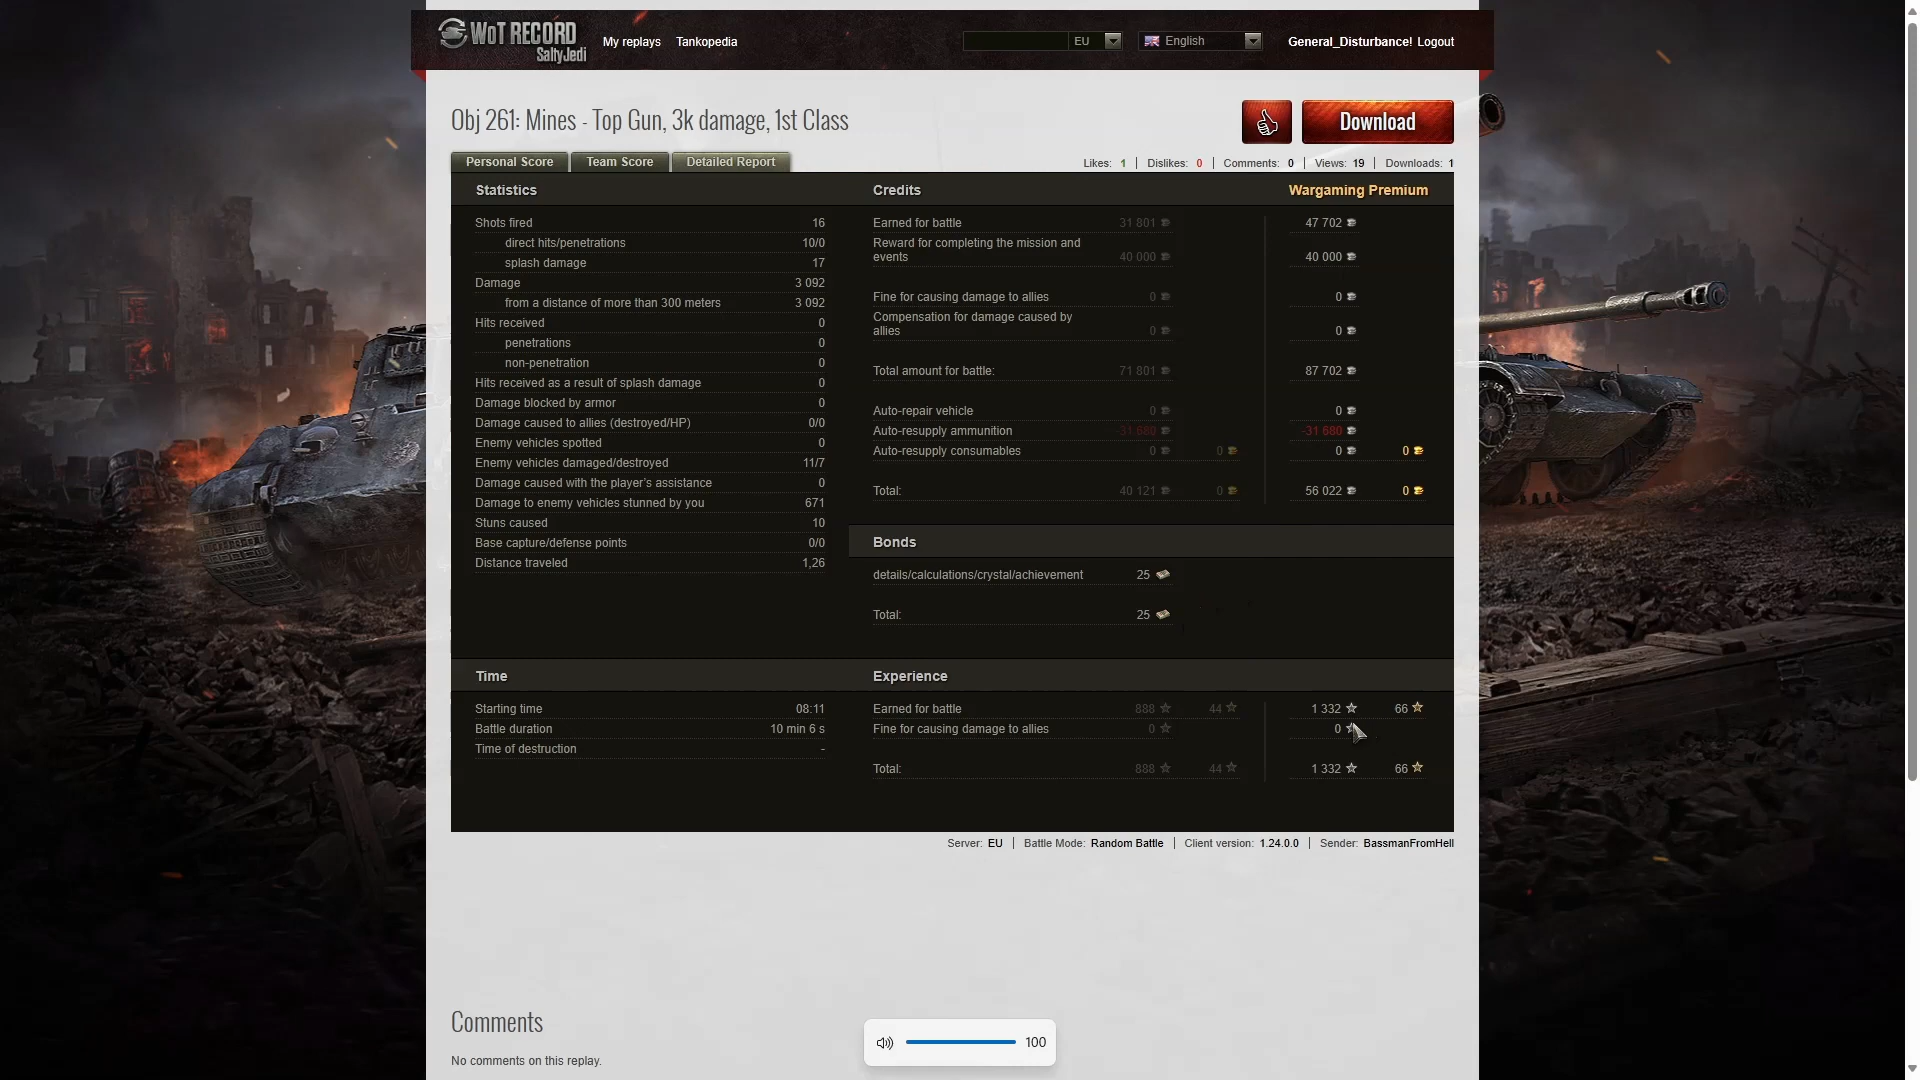 WoT RECORD
SaltyJedi
My replays
Tankopedia
EU
English
General_Disturbance! Logout
Obj 261: Mines - Top Gun, 3k damage, 1st Class
Download
Personal Score
Team Score
Detailed Report
Likes: 1 | Dislikes: 0 | Comments: 0 | Views: 19 | Downloads: 1
Statistics
Shots fired 16
direct hits/penetrations 10/0
splash damage 17
Damage 3 092
from a distance of more than 300 meters 3 092
Hits received 0
penetrations 0
non-penetration 0
Hits received as a result of splash damage 0
Damage blocked by armor 0
Damage caused to allies (destroyed/HP) 0/0
Enemy vehicles spotted 0
Enemy vehicles damaged/destroyed 11/7
Damage caused with the player's assistance 0
Damage to enemy vehicles stunned by you 671
Stuns caused 10
Base capture/defense points 0/0
Distance traveled 1,26
Credits
Wargaming Premium
Earned for battle 31 801 47 702
Reward for completing the mission and
events 40 000 40 000
Fine for causing damage to allies 0 0
Compensation for damage caused by
allies 0 0
Total amount for battle: 71 801 87 702
Auto-repair vehicle 0 0
Auto-resupply ammunition -31 680 -31 680
Auto-resupply consumables 0 0 0 0
Total: 40 121 0 56 022 0
Bonds
details/calculations/crystal/achievement 25
Total: 25
Time
Starting time 08:11
Battle duration 10 min 6 s
Time of destruction -
Experience
Earned for battle 888 44 1 332 66
Fine for causing damage to allies 0 0
Total: 888 44 1 332 66
Server: EU | Battle Mode: Random Battle | Client version: 1.24.0.0 | Sender: BassmanFromHell
Comments
No comments on this replay.
100